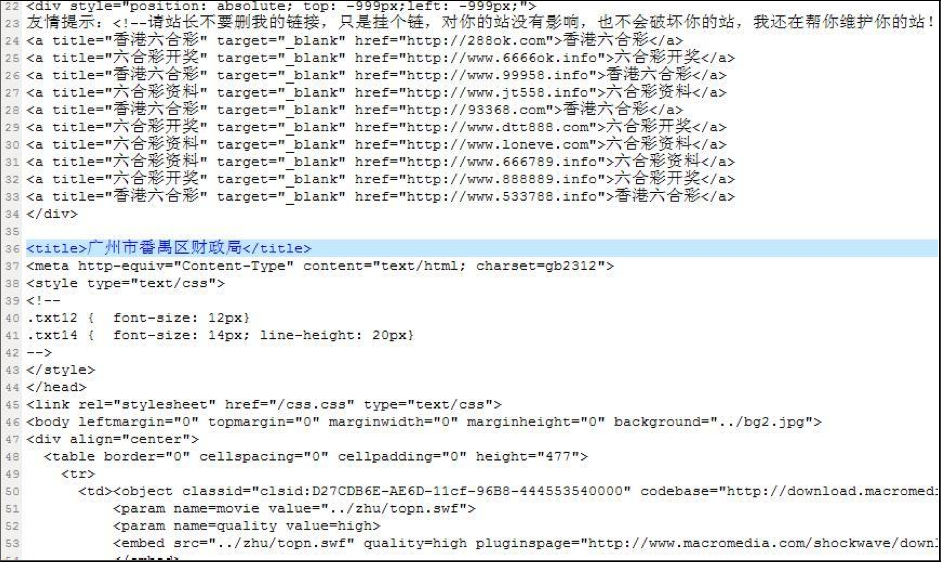 22 <div style="position: absolute; top: -999px;left: -999px;">
23 友情提示：<!--请站长不要删我的链接，只是挂个链，对你的站没有影响，也不会破坏你的站，我还在帮你维护你的站！
24 <a title="香港六合彩" target="_blank" href="http://288ok.com">香港六合彩</a>
25 <a title="六合彩开奖" target="_blank" href="http://www.6666ok.info">六合彩开奖</a>
26 <a title="香港六合彩" target="_blank" href="http://www.99958.info">香港六合彩</a>
27 <a title="六合彩资料" target="_blank" href="http://www.jt558.info">六合彩资料</a>
28 <a title="香港六合彩" target="_blank" href="http://93368.com">香港六合彩</a>
29 <a title="六合彩开奖" target="_blank" href="http://www.dtt888.com">六合彩开奖</a>
30 <a title="六合彩资料" target="_blank" href="http://www.loneve.com">六合彩资料</a>
31 <a title="六合彩资料" target="_blank" href="http://www.666789.info">六合彩资料</a>
32 <a title="六合彩开奖" target="_blank" href="http://www.888889.info">六合彩开奖</a>
33 <a title="香港六合彩" target="_blank" href="http://www.533788.info">香港六合彩</a>
34 </div>
35
36 <title>广州市番禺区财政局</title>
37 <meta http-equiv="Content-Type" content="text/html; charset=gb2312">
38 <style type="text/css">
39 <!--
40 .txt12 {  font-size: 12px}
41 .txt14 {  font-size: 14px; line-height: 20px}
42 -->
43 </style>
44 </head>
45 <link rel="stylesheet" href="/css.css" type="text/css">
46 <body leftmargin="0" topmargin="0" marginwidth="0" marginheight="0" background="../bg2.jpg">
47 <div align="center">
48   <table border="0" cellspacing="0" cellpadding="0" height="477">
49     <tr>
50       <td><object classid="clsid:D27CDB6E-AE6D-11cf-96B8-444553540000" codebase="http://download.macromedi
51           <param name=movie value="../zhu/topn.swf">
52           <param name=quality value=high>
53           <embed src="../zhu/topn.swf" quality=high pluginspage="http://www.macromedia.com/shockwave/downl
54           </embed>